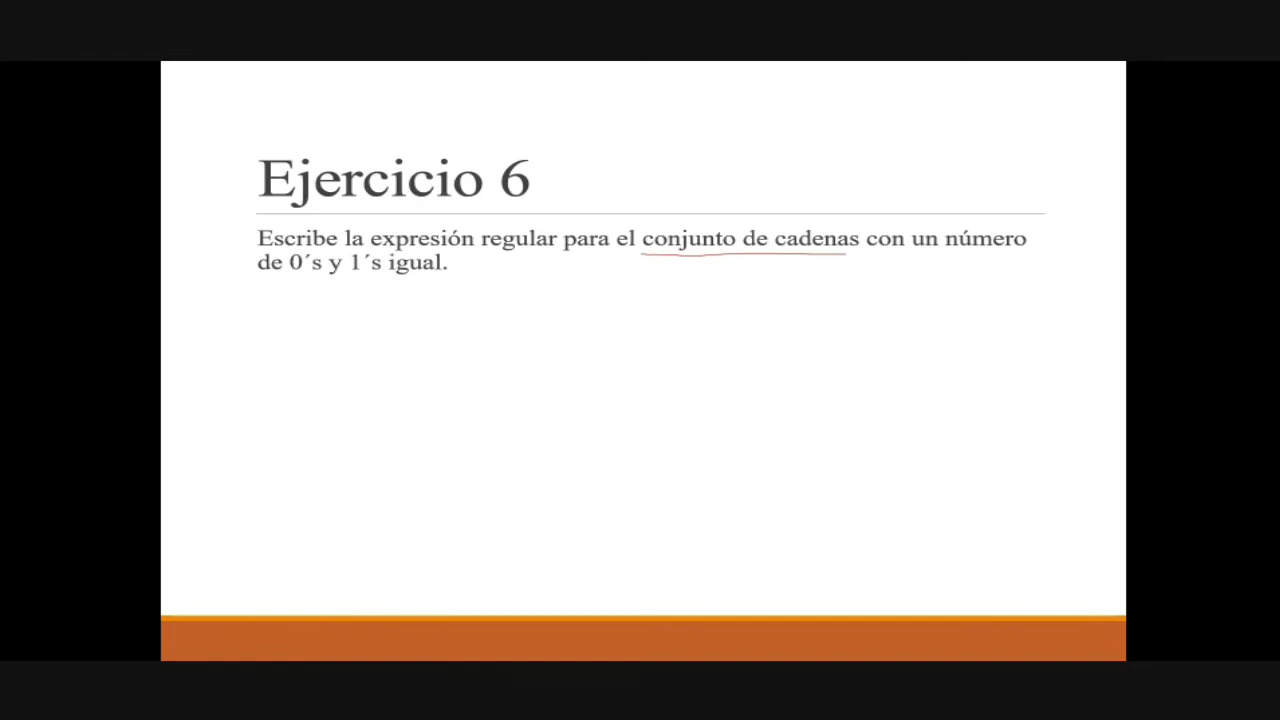 Ejercicio 6
Escribe la expresión regular para el conjunto de cadenas con un número
de 0´s y 1´s igual.